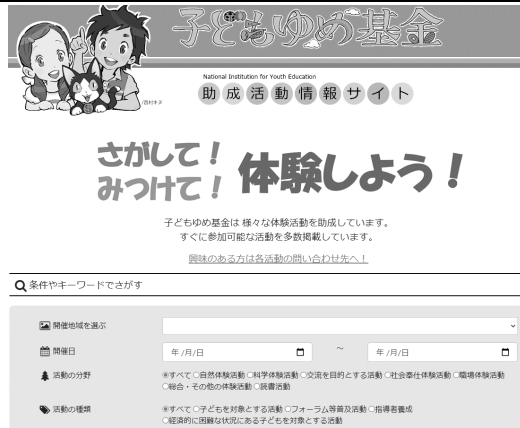 子どもゆめ基金
National Institution for Youth Education
助成活動情報サイト
さがして！
みつけて！
体験しよう！
子どもゆめ基金は 様々な体験活動を助成しています。
すぐに参加可能な活動を多数掲載しています。
興味のある方は各活動の問い合わせ先へ！
条件やキーワードでさがす
開催地域を選ぶ
開催日 年 /月/日 ～ 年 /月/日
活動の分野 すべて 自然体験活動 科学体験活動 交流を目的とする活動 社会奉仕体験活動 職場体験活動
総合・その他の体験活動 読書活動
活動の種類 すべて 子どもを対象とする活動 フォーラム等普及活動 指導者養成
経済的に困難な状況にある子どもを対象とする活動